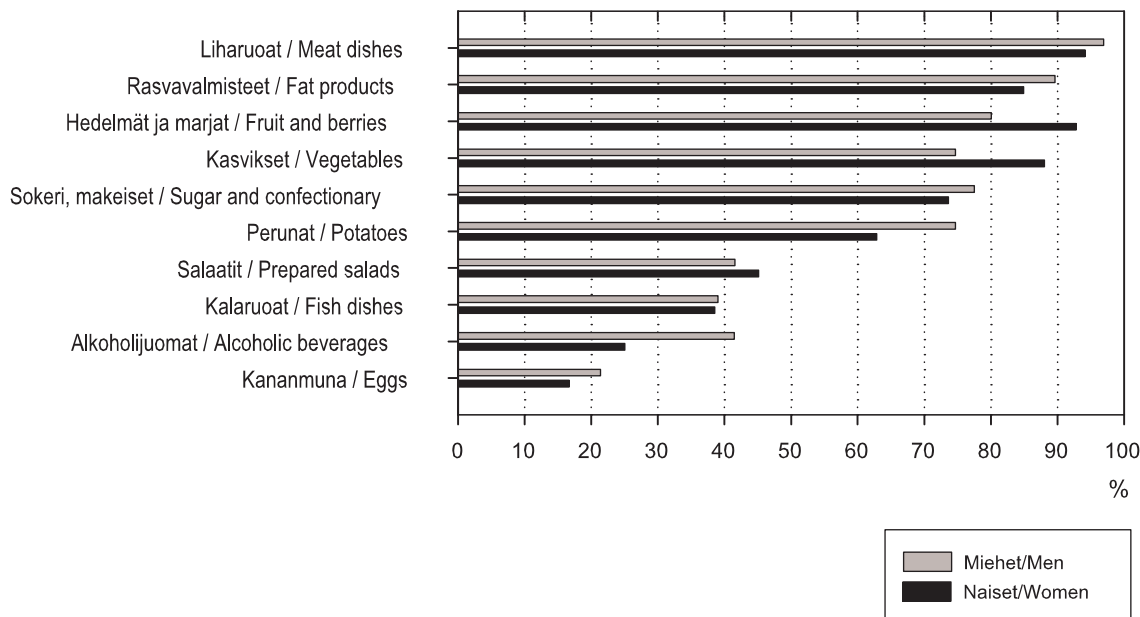 Liharuoat / Meat dishes
Rasvavalmisteet / Fat products
Hedelmät ja marjat / Fruit and berries
Kasvikset / Vegetables
Sokeri, makeiset / Sugar and confectionary
Perunat / Potatoes
Salaatit / Prepared salads
Kalaruoat / Fish dishes
Alkoholijuomat / Alcoholic beverages
Kananmuna / Eggs
0 10 20 30 40 50 60 70 80 90 100
%
Miehet/Men
Naiset/Women